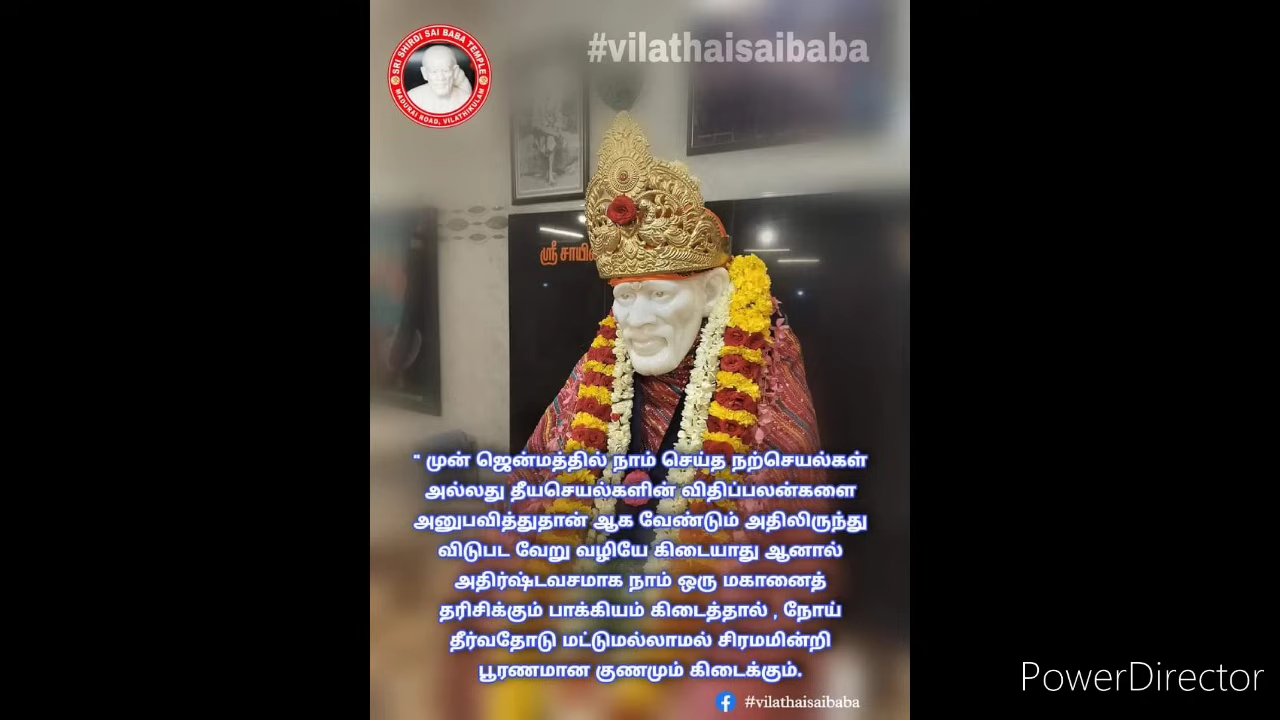 #vilathaisaibaba
SRI SHIRDI SAI BABA TEMPLE
MADURAI ROAD, VILATHIKULAM
ஸ்ரீ சாயி
" முன் ஜென்மத்தில் நாம் செய்த நற்செயல்கள்
அல்லது தீயசெயல்களின் விதிப்பலன்களை
அனுபவித்துதான் ஆக வேண்டும் அதிலிருந்து
விடுபட வேறு வழியே கிடையாது ஆனால்
அதிர்ஷ்டவசமாக நாம் ஒரு மகானைத்
தரிசிக்கும் பாக்கியம் கிடைத்தால் , நோய்
தீர்வதோடு மட்டுமல்லாமல் சிரமமின்றி
பூரணமான குணமும் கிடைக்கும்.
#vilathaisaibaba
PowerDirector